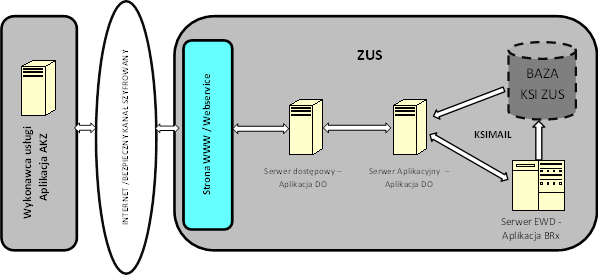 Wykonawca usługi
Aplikacja AKZ
INTERNET / BEZPIECZNY KANAŁ SZYFROWANY
Strona WWW / Webservice
ZUS
Serwer dostępowy –
Aplikacja DO
Serwer Aplikacyjny –
Aplikacja DO
KSIMAIL
BAZA
KSI ZUS
Serwer EWD -
Aplikacja BRx